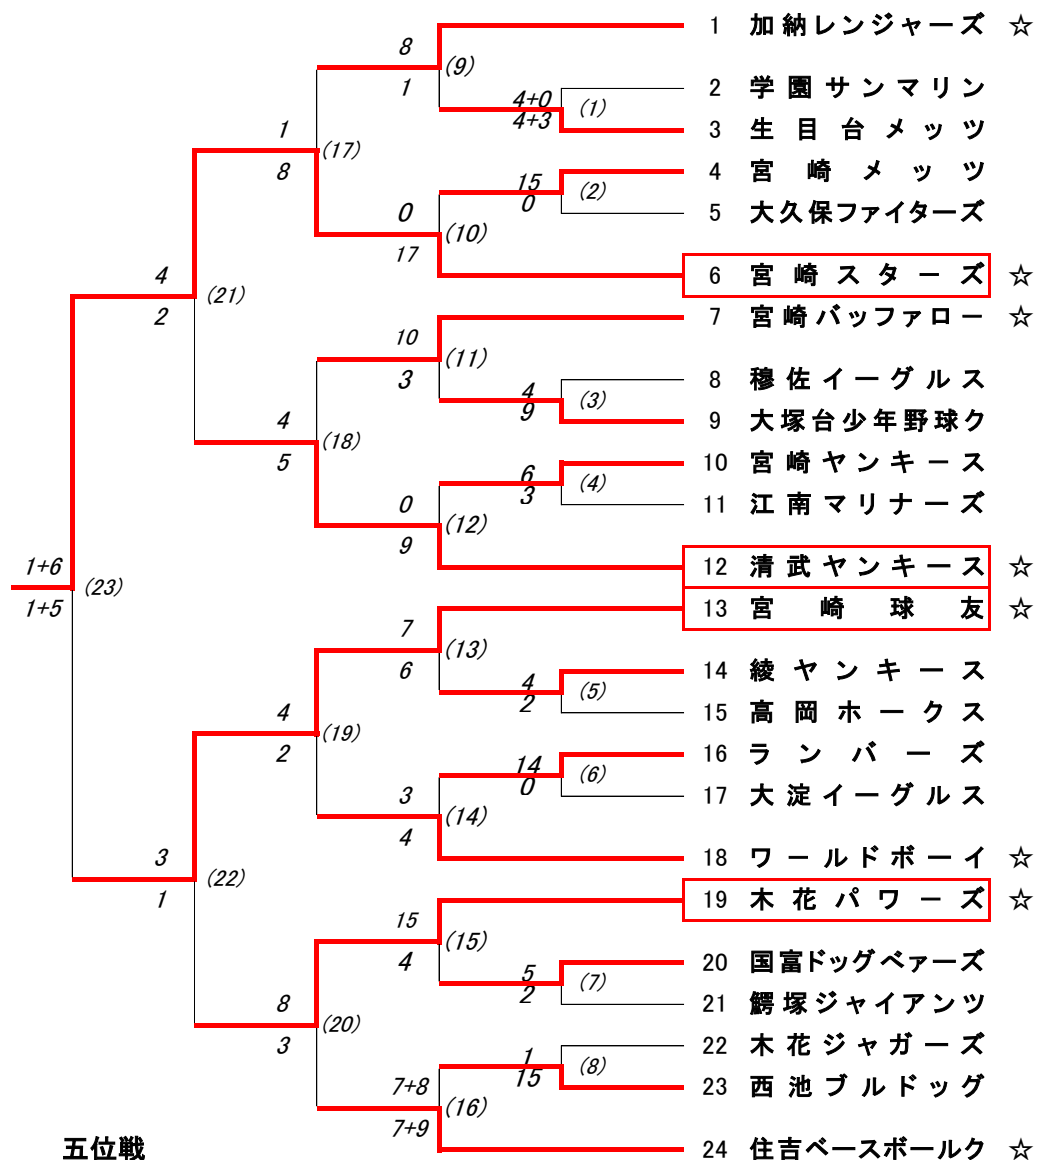 1 加納レンジャーズ ☆
8
(9)
1
2 学園サンマリン
4+0
(1)
4+3
3 生目台メッツ
1
(17)
8
4 宮崎メッツ
15
(2)
0
5 大久保ファイターズ
0
(10)
17
6 宮崎スターズ ☆
4
(21)
2
7 宮崎バッファロー ☆
10
(11)
3
8 穆佐イーグルス
4
(3)
9
9 大塚台少年野球ク
4
(18)
5
10 宮崎ヤンキース
6
(4)
3
11 江南マリナーズ
0
(12)
9
12 清武ヤンキース ☆
1+6
(23)
1+5
13 宮崎球友 ☆
7
(13)
6
14 綾ヤンキース
4
(5)
2
15 高岡ホークス
4
(19)
2
16 ランバーズ
14
(6)
0
17 大淀イーグルス
3
(14)
4
18 ワールドボーイ ☆
3
(22)
1
19 木花パワーズ ☆
15
(15)
4
20 国富ドッグベァーズ
5
(7)
2
21 鰐塚ジャイアンツ
8
(20)
3
22 木花ジャガーズ
1
(8)
15
23 西池ブルドッグ
7+8
(16)
7+9
24 住吉ベースボールク ☆
五位戦